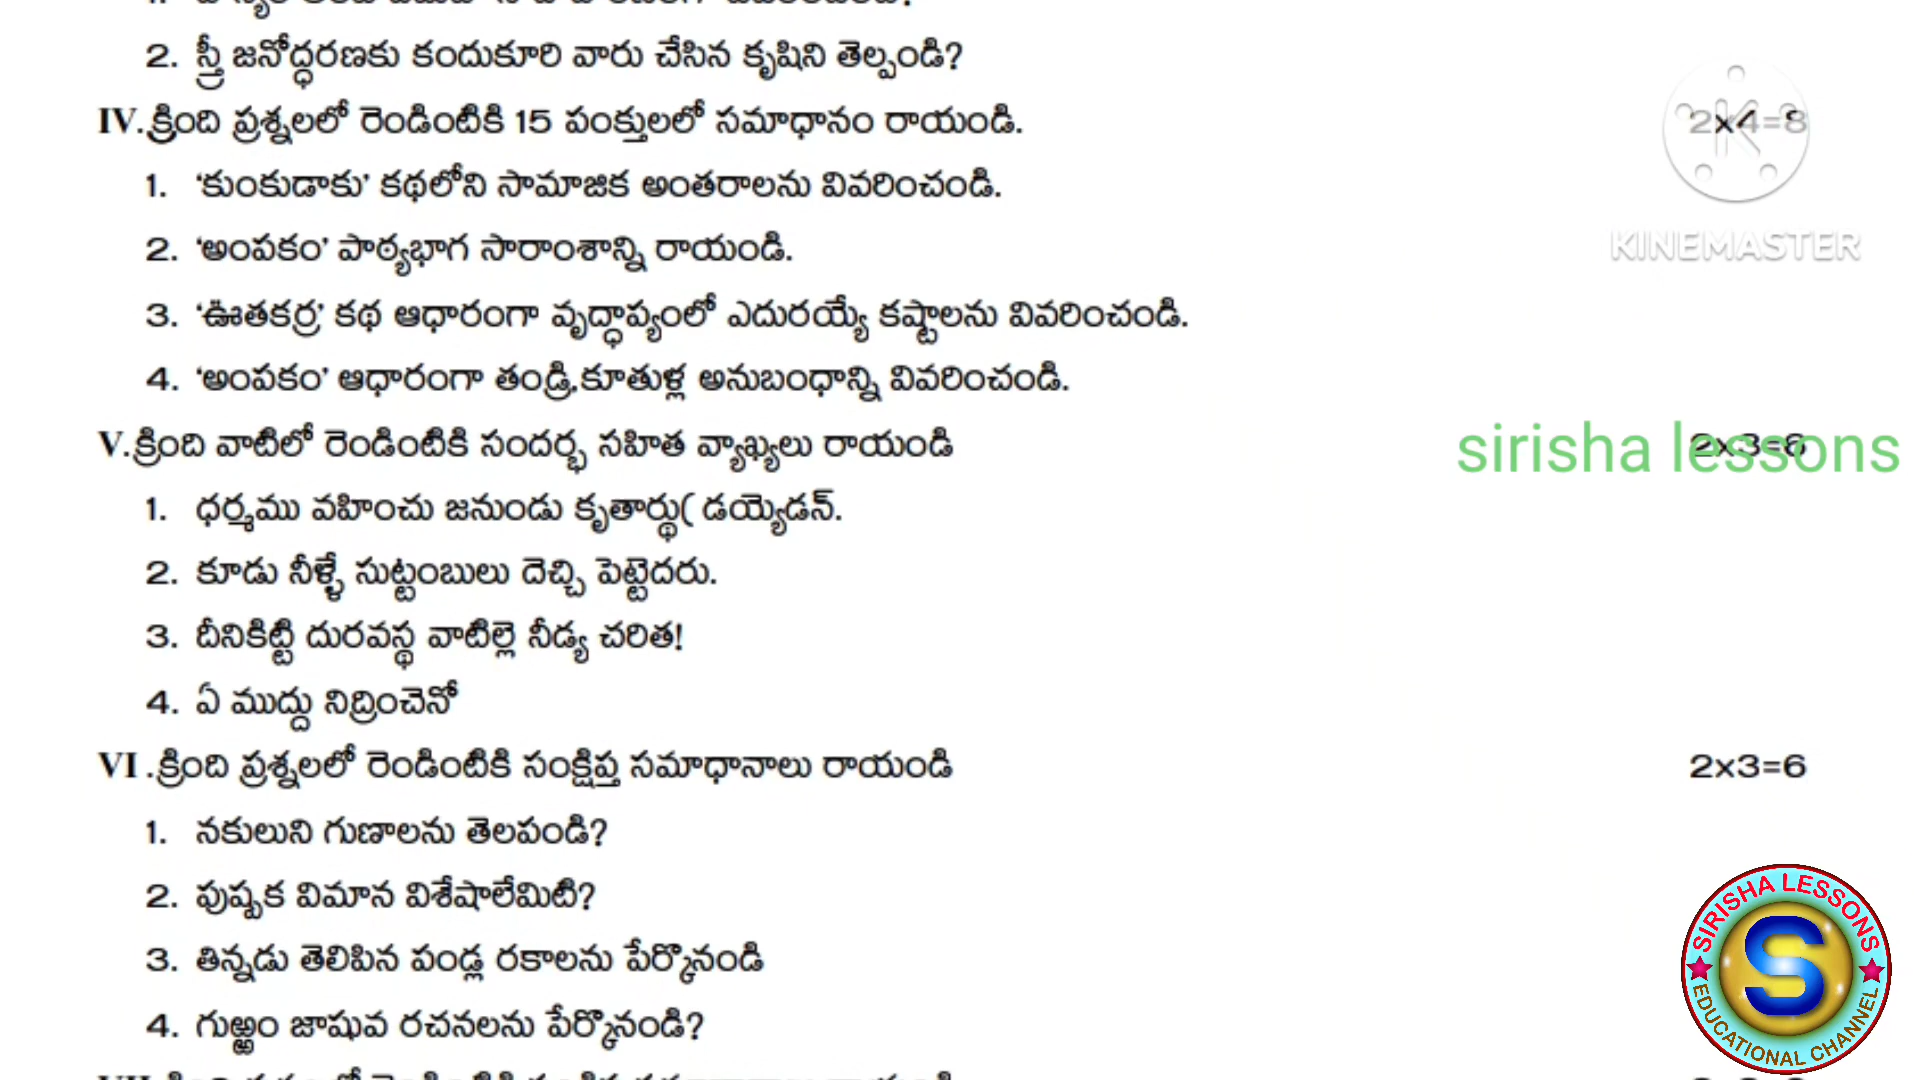 2. స్త్రీ జనోద్ధరణకు కందుకూరి వారు చేసిన కృషిని తెల్పండి?
IV.క్రింది ప్రశ్నలలో రెండింటికి 15 పంక్తులలో సమాధానం రాయండి. 2x4=8
1. 'కుంకుడాకు' కథలోని సామాజిక అంతరాలను వివరించండి.
2. 'అంపకం' పాఠ్యభాగ సారాంశాన్ని రాయండి.
KINEMASTER
3. 'ఊతకర్ర' కథ ఆధారంగా వృద్ధాప్యంలో ఎదురయ్యే కష్టాలను వివరించండి.
4. 'అంపకం' ఆధారంగా తండ్రి,కూతుళ్ల అనుబంధాన్ని వివరించండి.
V.క్రింది వాటిలో రెండింటికి సందర్భ సహిత వ్యాఖ్యలు రాయండి 2x3=6
sirisha lessons
1. ధర్మము వహించు జనుండు కృతార్థు( డయ్యెడన్.
2. కూడు నీళ్ళే సుట్టంబులు దెచ్చి పెట్టెదరు.
3. దీనికిట్టి దురవస్థ వాటిల్లె నీడ్య చరిత!
4. ఏ ముద్దు నిద్రించెనో
VI .క్రింది ప్రశ్నలలో రెండింటికి సంక్షిప్త సమాధానాలు రాయండి 2x3=6
1. నకులుని గుణాలను తెలపండి?
2. పుష్పక విమాన విశేషాలేమిటి?
3. తిన్నడు తెలిపిన పండ్ల రకాలను పేర్కొనండి
4. గుఱ్ఱం జాషువ రచనలను పేర్కొనండి?
SIRISHA LESSONS
S
EDUCATIONAL CHANNEL